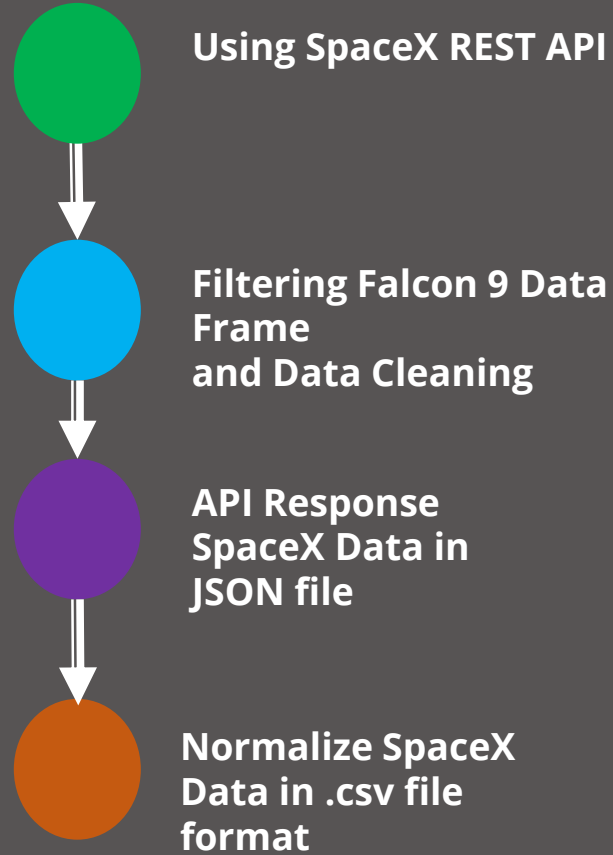 Using SpaceX REST API
Filtering Falcon 9 Data
Frame
and Data Cleaning
API Response
SpaceX Data in
JSON file
Normalize SpaceX
Data in .csv file
format